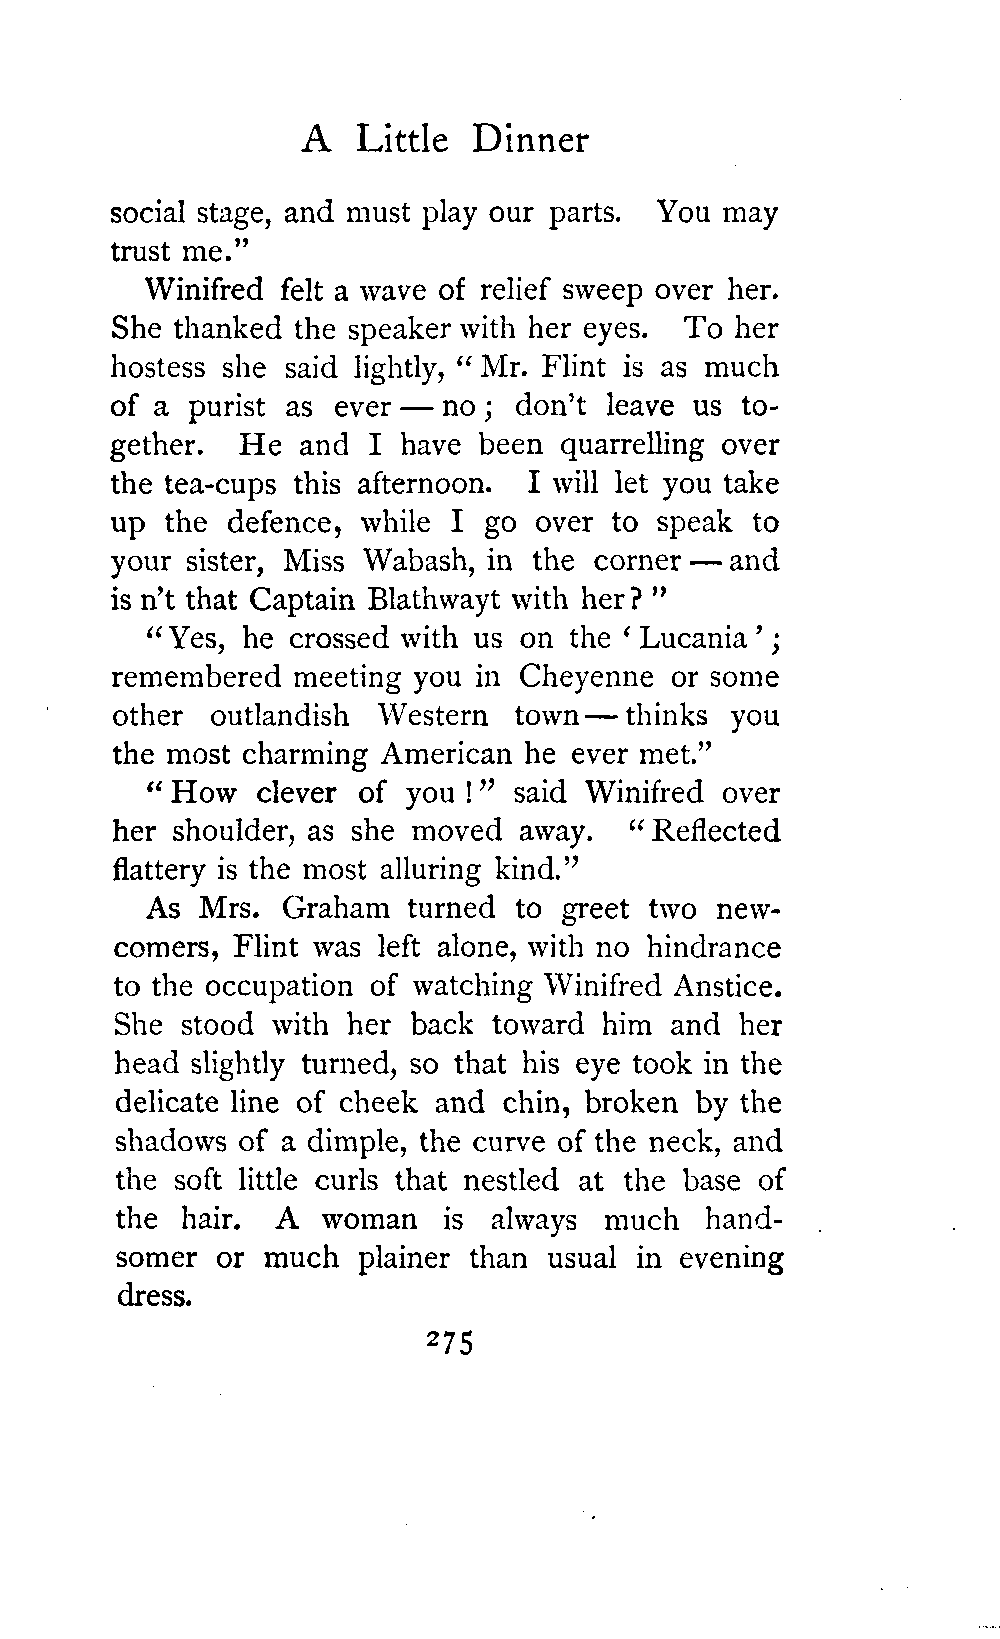 A Little Dinner
social stage, and must play our parts. You may
trust me."
Winifred felt a wave of relief sweep over her.
She thanked the speaker with her eyes. To her
hostess she said lightly, " Mr. Flint is as much
of a purist as ever — no ; don't leave us to-
gether. He and I have been quarrelling over
the tea-cups this afternoon. I will let you take
up the defence, while I go over to speak to
your sister, Miss Wabash, in the corner — and
is n't that Captain Blathwayt with her? "
"Yes, he crossed with us on the ' Lucania' ;
remembered meeting you in Cheyenne or some
other outlandish Western town — thinks you
the most charming American he ever met."
" How clever of you !" said Winifred over
her shoulder, as she moved away. " Reflected
flattery is the most alluring kind."
As Mrs. Graham turned to greet two new-
comers, Flint was left alone, with no hindrance
to the occupation of watching Winifred Anstice.
She stood with her back toward him and her
head slightly turned, so that his eye took in the
delicate line of cheek and chin, broken by the
shadows of a dimple, the curve of the neck, and
the soft little curls that nestled at the base of
the hair. A woman is always much hand-
somer or much plainer than usual in evening
dress.
275